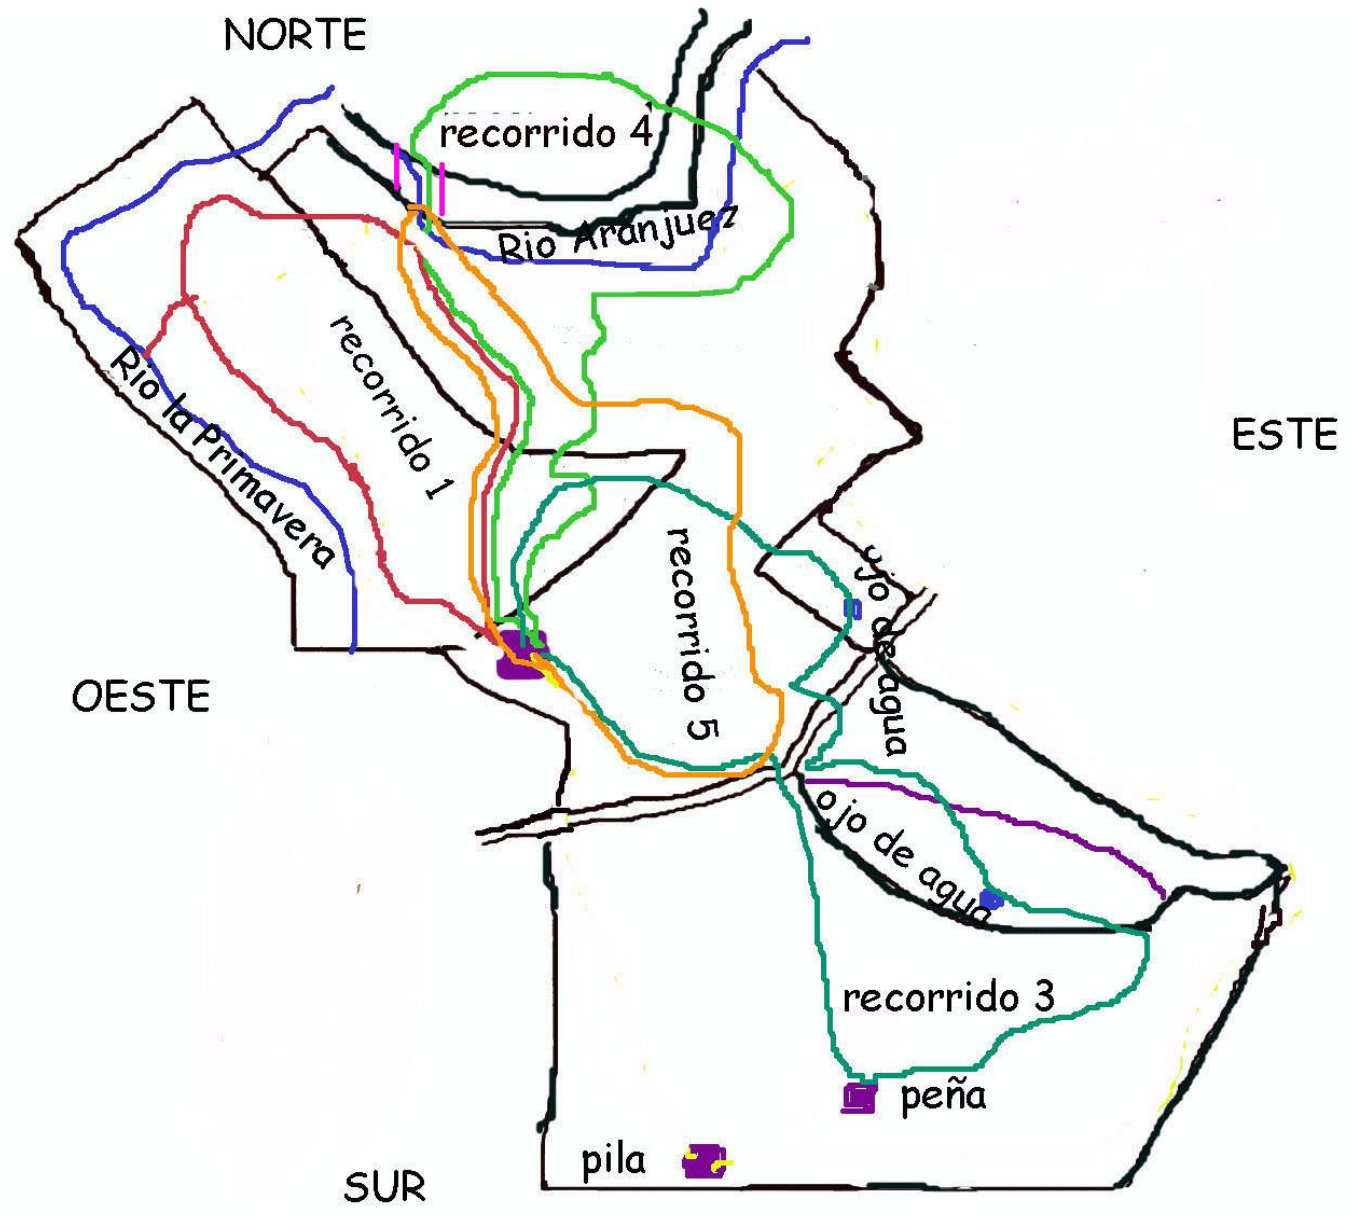 NORTE
recorrido 4
Rio Aranjuez
recorrido 1
Rio la Primavera
ESTE
recorrido 5
ojo de agua
OESTE
ojo de agua
recorrido 3
peña
pila
SUR